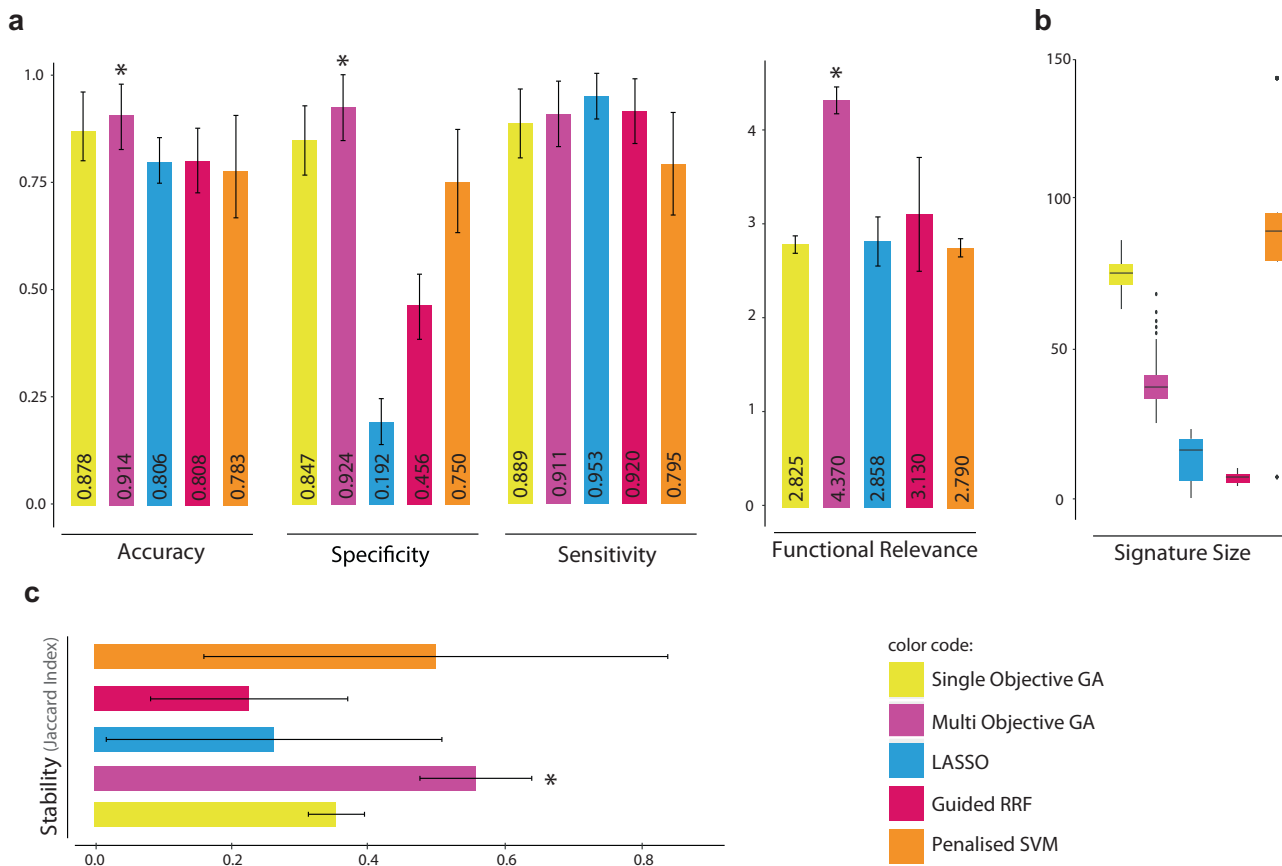 a
b
1.0
0.75
0.50
0.25
0.0
*
*
0.878
0.914
0.806
0.808
0.783
0.847
0.924
0.192
0.456
0.750
0.889
0.911
0.953
0.920
0.795
Accuracy
Specificity
Sensitivity
4
3
2
1
0
*
2.825
4.370
2.858
3.130
2.790
Functional Relevance
150
100
50
0
Signature Size
c
Stability (Jaccard Index)
*
0.0
0.2
0.4
0.6
0.8
color code:
Single Objective GA
Multi Objective GA
LASSO
Guided RRF
Penalised SVM